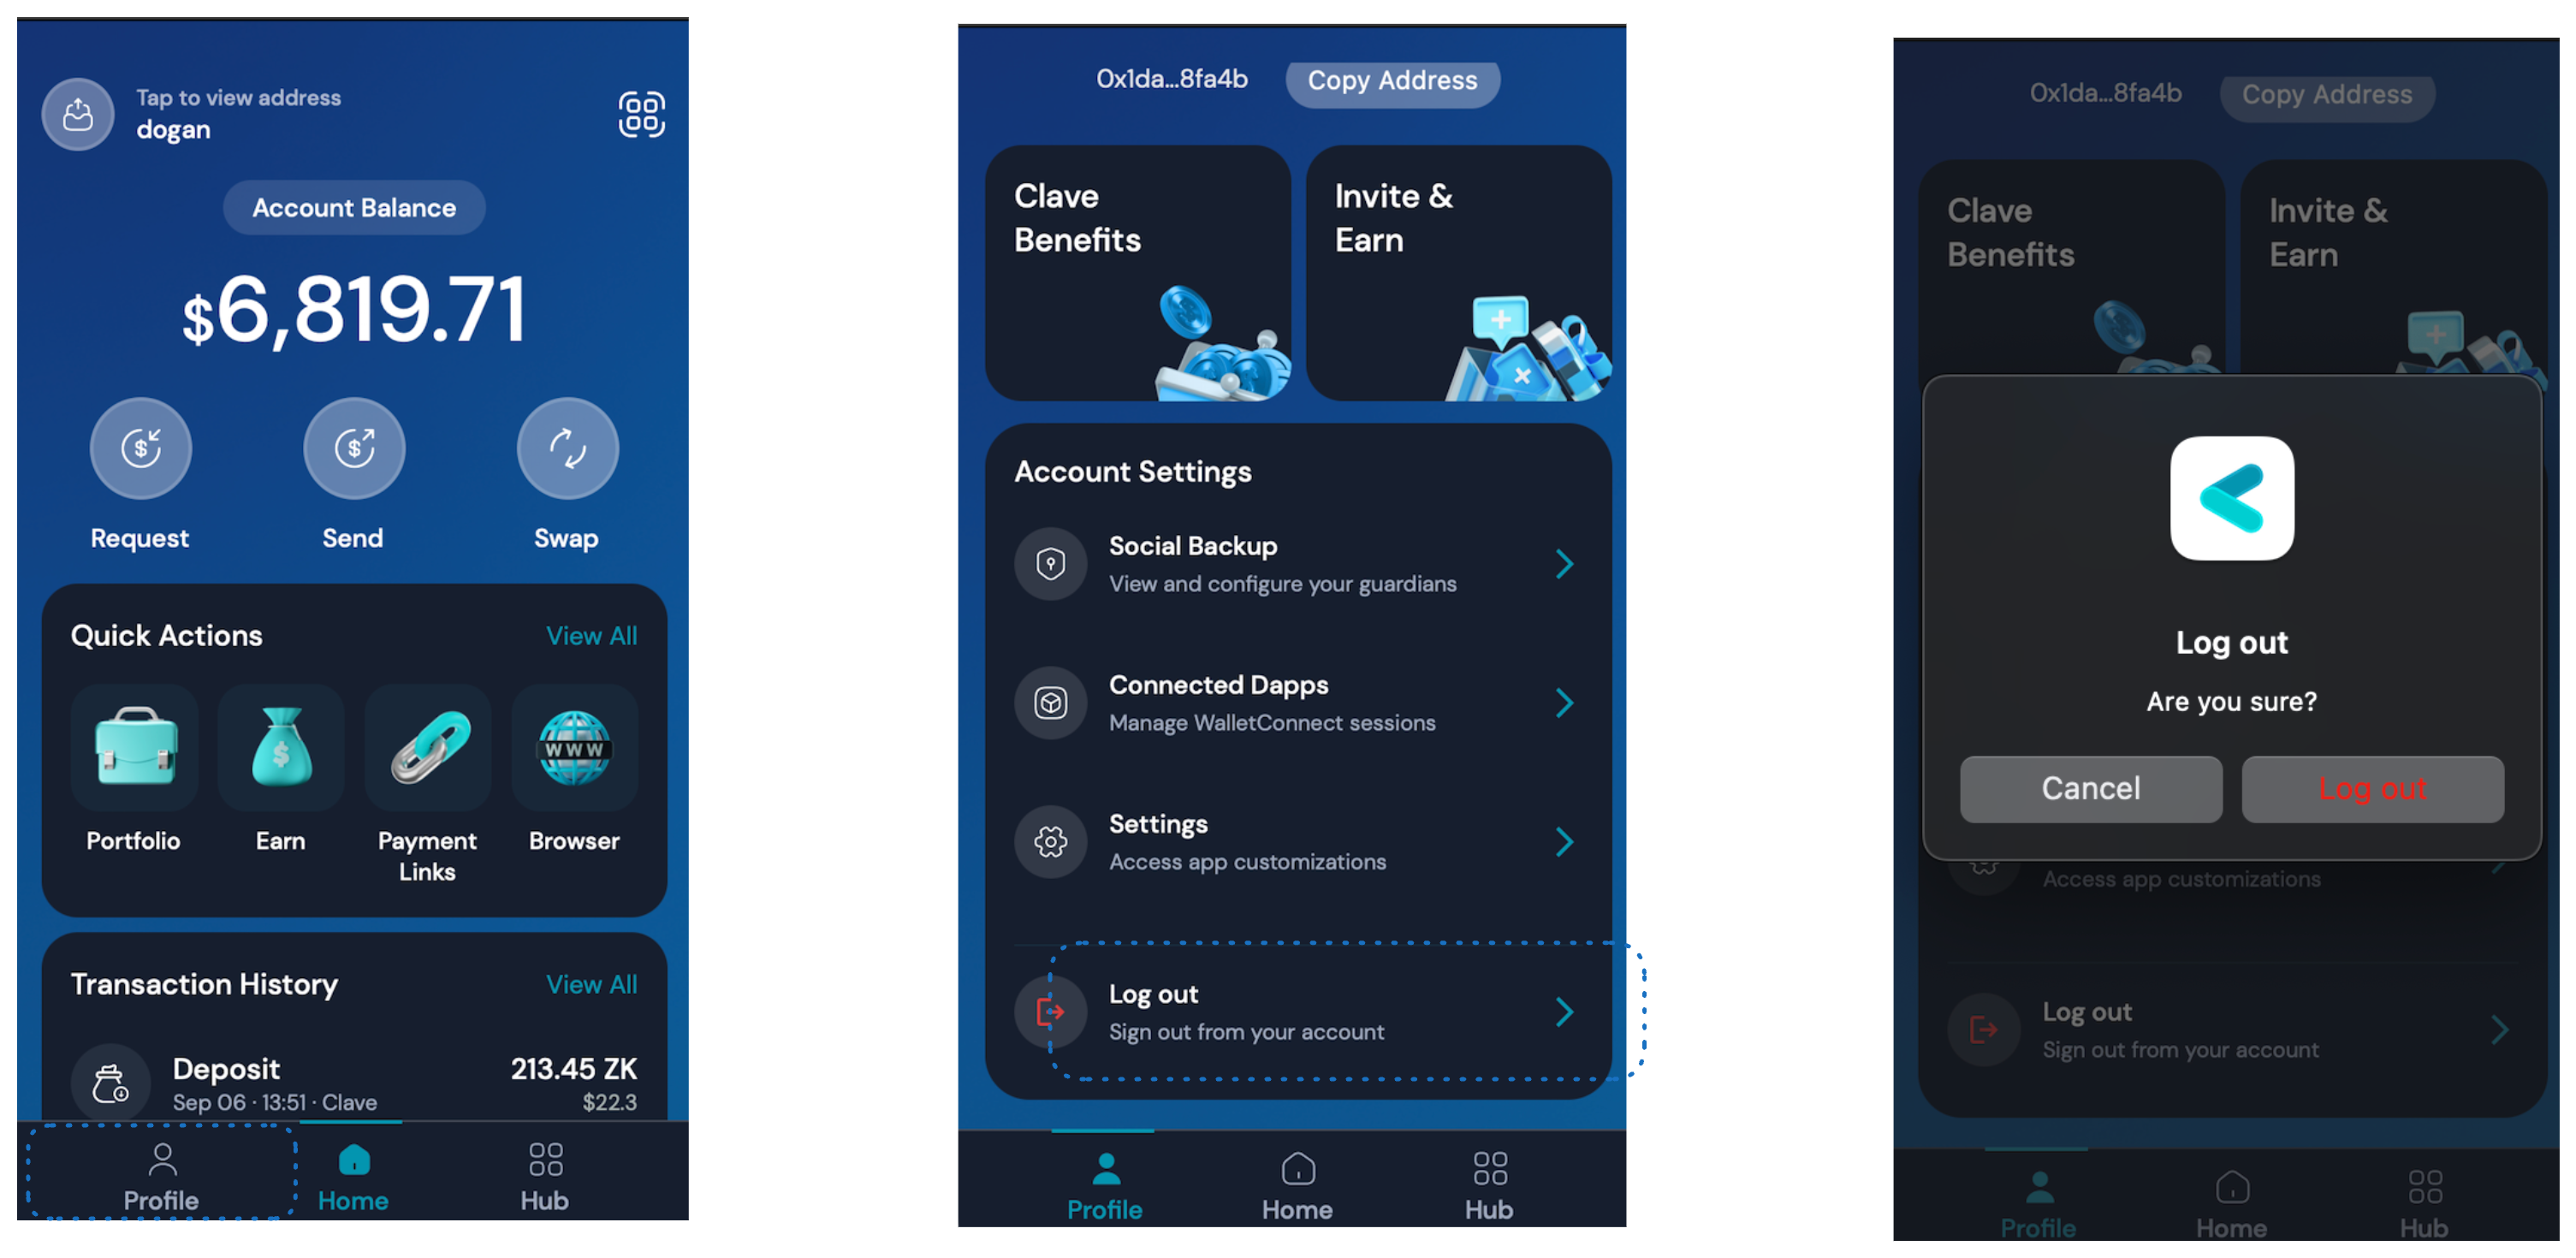 Tap to view address
dogan
Account Balance
$6,819.71
Request
Send
Swap
Quick Actions
View All
WWW
Portfolio
Earn
Payment
Links
Browser
Transaction History
View All
Deposit
213.45 ZK
Sep 06 · 13:51 · Clave
$22.3
Profile
Home
Hub
0x1da...8fa4b
Copy Address
Clave
Benefits
Invite &
Earn
Account Settings
Social Backup
View and configure your guardians
Connected Dapps
Manage WalletConnect sessions
Settings
Access app customizations
Log out
Sign out from your account
Profile
Home
Hub
0x1da...8fa4b
Copy Address
Clave
Benefits
Invite &
Earn
Log out
Are you sure?
Cancel
Log out
Access app customizations
Log out
Sign out from your account
Profile
Home
Hub